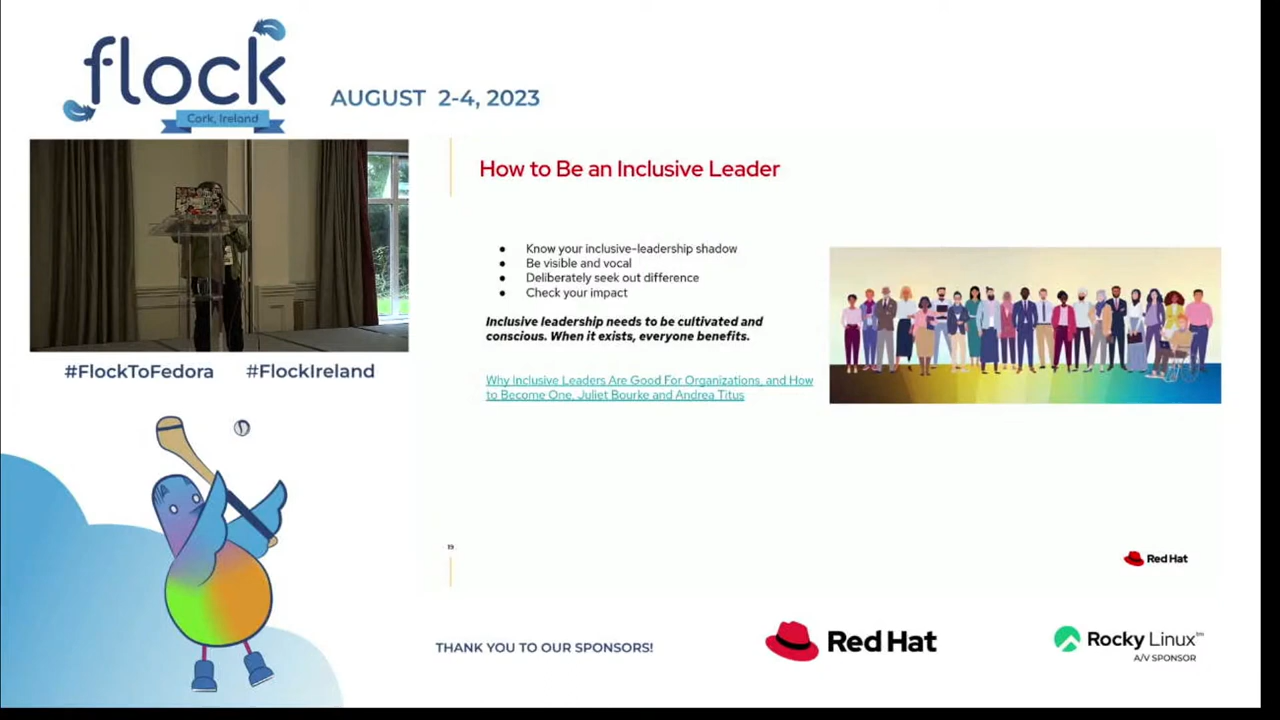 flock
Cork, Ireland
AUGUST 2-4, 2023
How to Be an Inclusive Leader
● Know your inclusive-leadership shadow
● Be visible and vocal
● Deliberately seek out difference
● Check your impact
Inclusive leadership needs to be cultivated and
conscious. When it exists, everyone benefits.
Why Inclusive Leaders Are Good For Organizations, and How
to Become One, Juliet Bourke and Andrea Titus
#FlockToFedora #FlockIreland
19
Red Hat
THANK YOU TO OUR SPONSORS!
Red Hat
Rocky Linux™
A/V SPONSOR